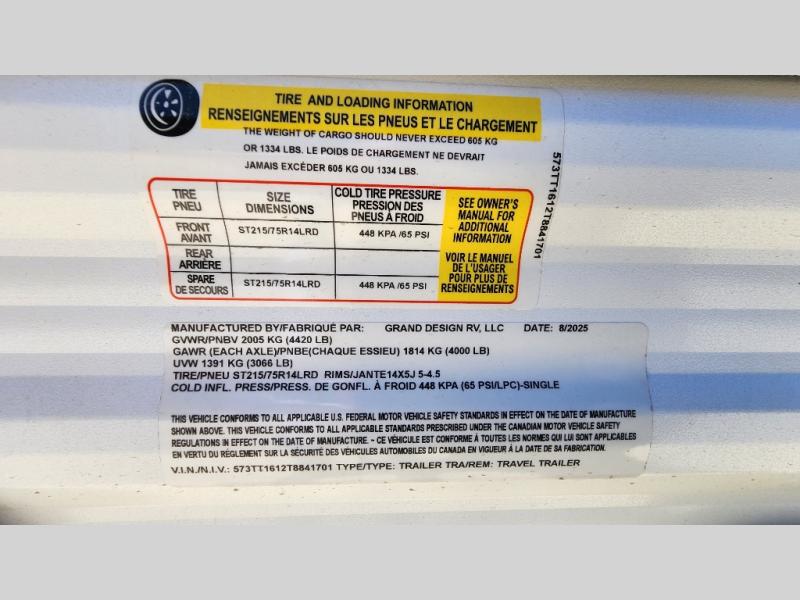 TIRE AND LOADING INFORMATION
RENSEIGNEMENTS SUR LES PNEUS ET LE CHARGEMENT
THE WEIGHT OF CARGO SHOULD NEVER EXCEED 605 KG
OR 1334 LBS. LE POIDS DE CHARGEMENT NE DEVRAIT
JAMAIS EXCÉDER 605 KG OU 1334 LBS.
573TT1612T8841701
TIRE
PNEU
SIZE
DIMENSIONS
COLD TIRE PRESSURE
PRESSION DES
PNEUS À FROID
FRONT
AVANT
ST215/75R14LRD
448 KPA /65 PSI
REAR
ARRIÈRE
SPARE
DE SECOURS
ST215/75R14LRD
448 KPA /65 PSI
SEE OWNER'S
MANUAL FOR
ADDITIONAL
INFORMATION
VOIR LE MANUEL
DE L'USAGER
POUR PLUS DE
RENSEIGNEMENTS
MANUFACTURED BY/FABRIQUÉ PAR: GRAND DESIGN RV, LLC DATE: 8/2025
GVWR/PNBV 2005 KG (4420 LB)
GAWR (EACH AXLE)/PNBE(CHAQUE ESSIEU) 1814 KG (4000 LB)
UVW 1391 KG (3066 LB)
TIRE/PNEU ST215/75R14LRD RIMS/JANTE14X5J 5-4.5
COLD INFL. PRESS/PRESS. DE GONFL. À FROID 448 KPA (65 PSI/LPC)-SINGLE
THIS VEHICLE CONFORMS TO ALL APPLICABLE U.S. FEDERAL MOTOR VEHICLE SAFETY STANDARDS IN EFFECT ON THE DATE OF MANUFACTURE
SHOWN ABOVE. THIS VEHICLE CONFORMS TO ALL APPLICABLE STANDARDS PRESCRIBED UNDER THE CANADIAN MOTOR VEHICLE SAFETY
REGULATIONS IN EFFECT ON THE DATE OF MANUFACTURE. - CE VÉHICULE EST CONFORME À TOUTES LES NORMES QUI LUI SONT APPLICABLES
EN VERTU DU RÈGLEMENT SUR LA SÉCURITÉ DES VÉHICULES AUTOMOBILES DU CANADA EN VIGUEUR À LA DATE DE SA FABRICATION.
V.I.N./N.I.V.: 573TT1612T8841701 TYPE/TYPE: TRAILER TRA/REM: TRAVEL TRAILER